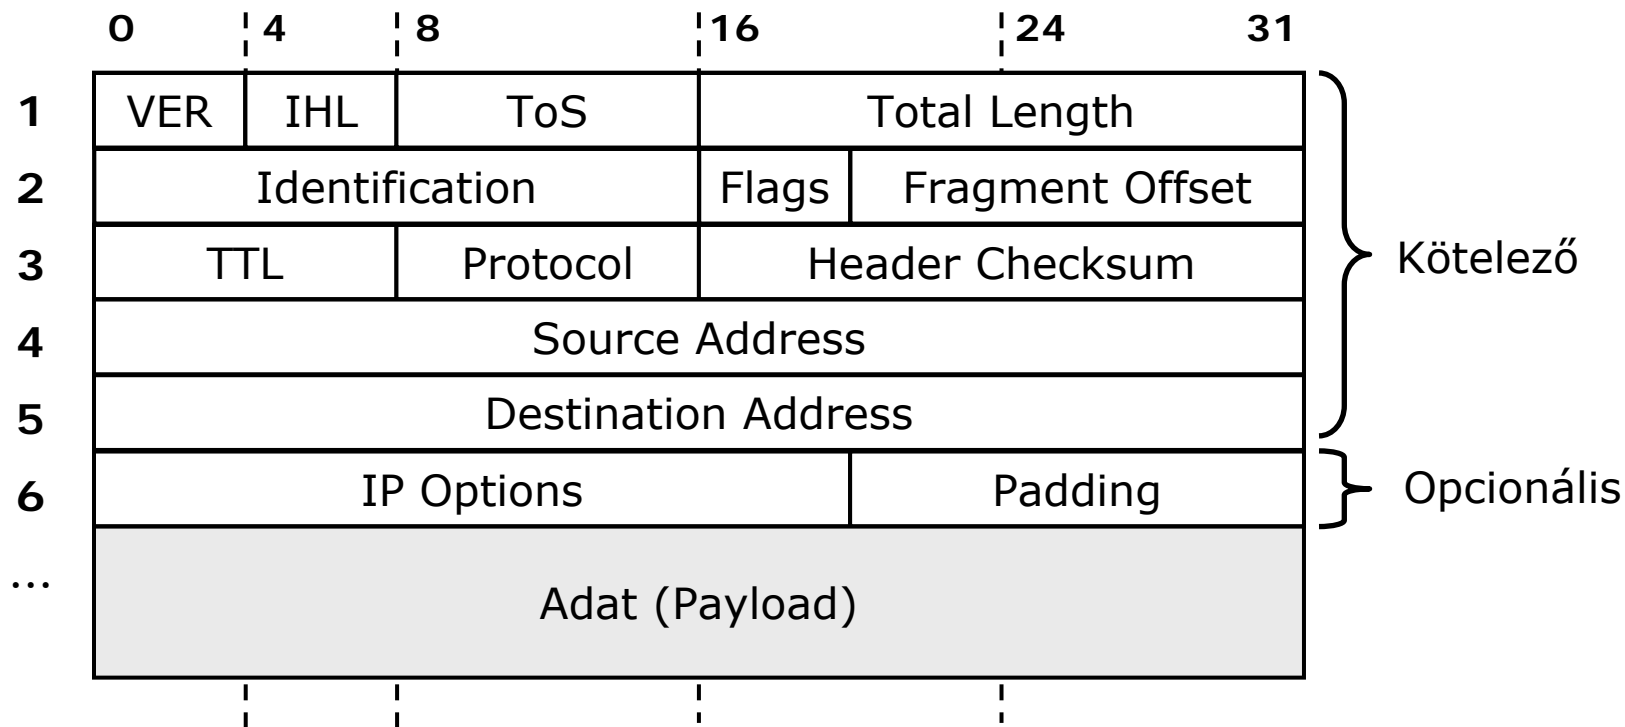 0 4 8 16 24 31
1 VER IHL ToS Total Length
2 Identification Flags Fragment Offset
3 TTL Protocol Header Checksum
Kötelező
4 Source Address
5 Destination Address
6 IP Options Padding Opcionális
...
Adat (Payload)